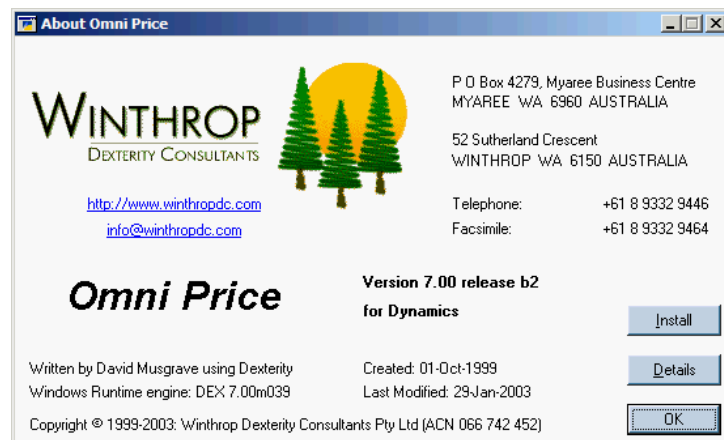 About Omni Price
WINTHROP
DEXTERITY CONSULTANTS
http://www.winthropdc.com
info@winthropdc.com
P O Box 4279, Myaree Business Centre
MYAREE WA 6960 AUSTRALIA
52 Sutherland Crescent
WINTHROP WA 6150 AUSTRALIA
Telephone: +61 8 9332 9446
Facsimile: +61 8 9332 9464
Omni Price
Version 7.00 release b2
for Dynamics
Install
Written by David Musgrave using Dexterity
Created: 01-Oct-1999
Details
Windows Runtime engine: DEX 7.00m039
Last Modified: 29-Jan-2003
Copyright © 1999-2003: Winthrop Dexterity Consultants Pty Ltd (ACN 066 742 452)
OK